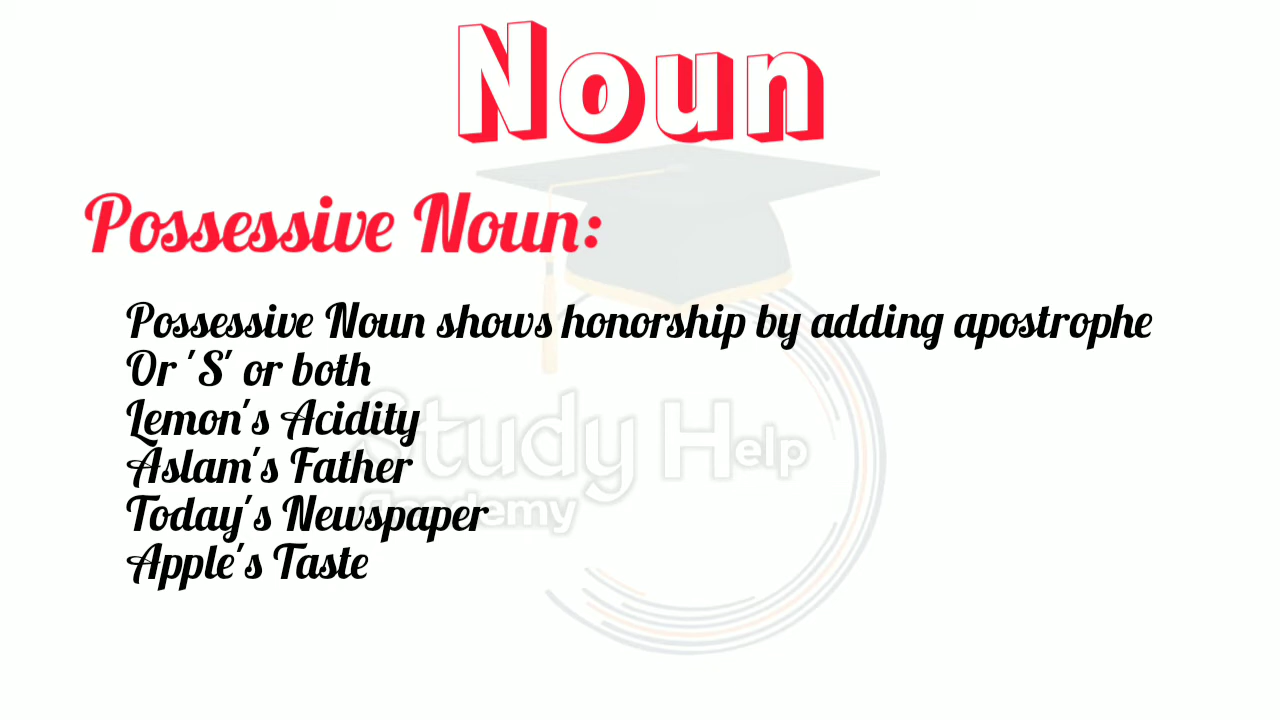 Noun
Possessive Noun:
Possessive Noun shows honorship by adding apostrophe
Or 'S' or both
Lemon's Acidity
Aslam's Father
Today's Newspaper
Apple's Taste
Study Help
Academy